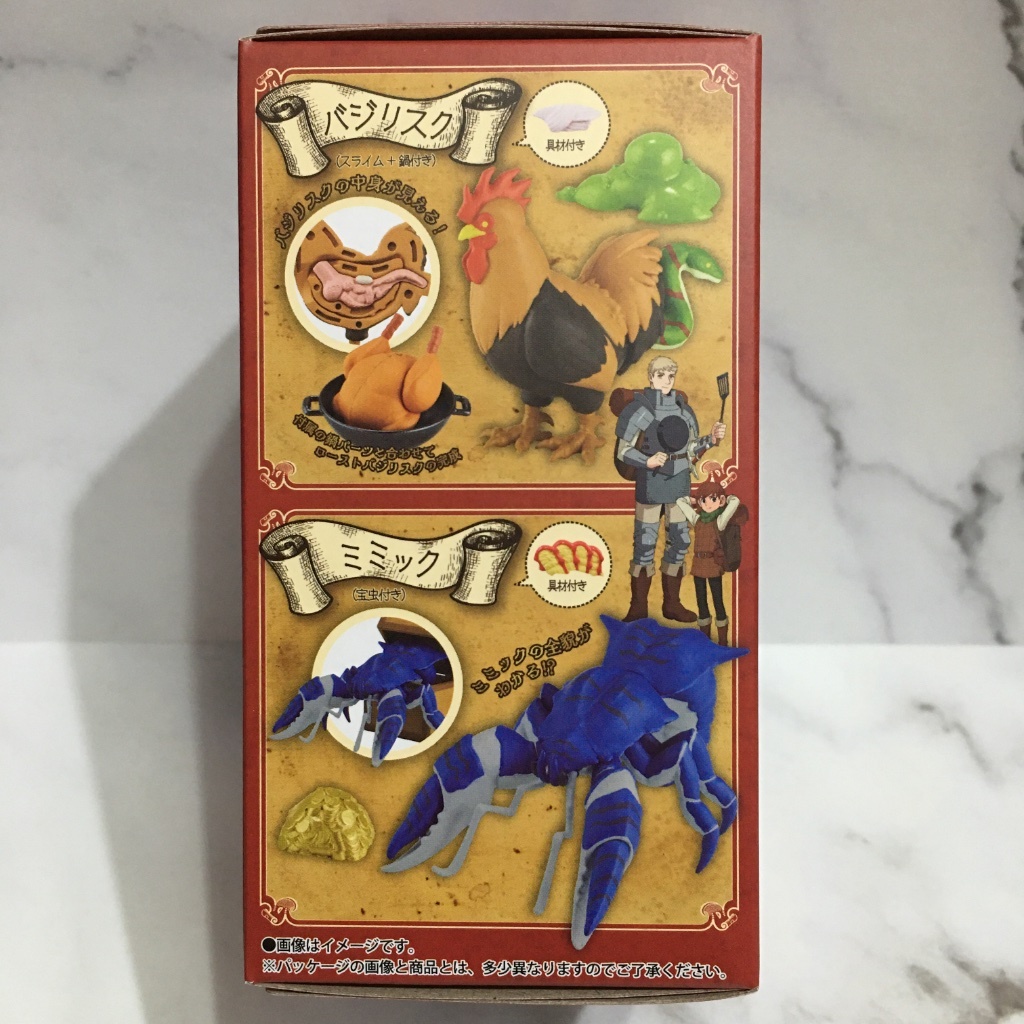 バジリスク
(スライム+鍋付き)
具材付き
バジリスクの中身が見える!
付属の鍋パーツと合わせて
ローストバジリスクの完成
ミミック
(宝虫付き)
具材付き
ミミックの全貌が
わかる!?
●画像はイメージです。
※パッケージの画像と商品とは、多少異なりますのでご了承ください。